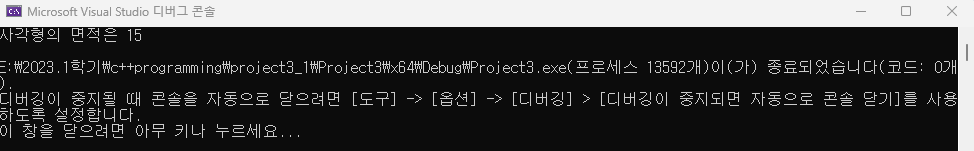 Microsoft Visual Studio 디버그 콘솔
사각형의 면적은 15
E:\2023.1학기\c++programming\project3_1\Project3\x64\Debug\Project3.exe(프로세스 13592개)이(가) 종료되었습니다(코드: 0개
).
디버깅이 중지될 때 콘솔을 자동으로 닫으려면 [도구] -> [옵션] -> [디버깅] > [디버깅이 중지되면 자동으로 콘솔 닫기]를 사용
하도록 설정합니다.
이 창을 닫으려면 아무 키나 누르세요...